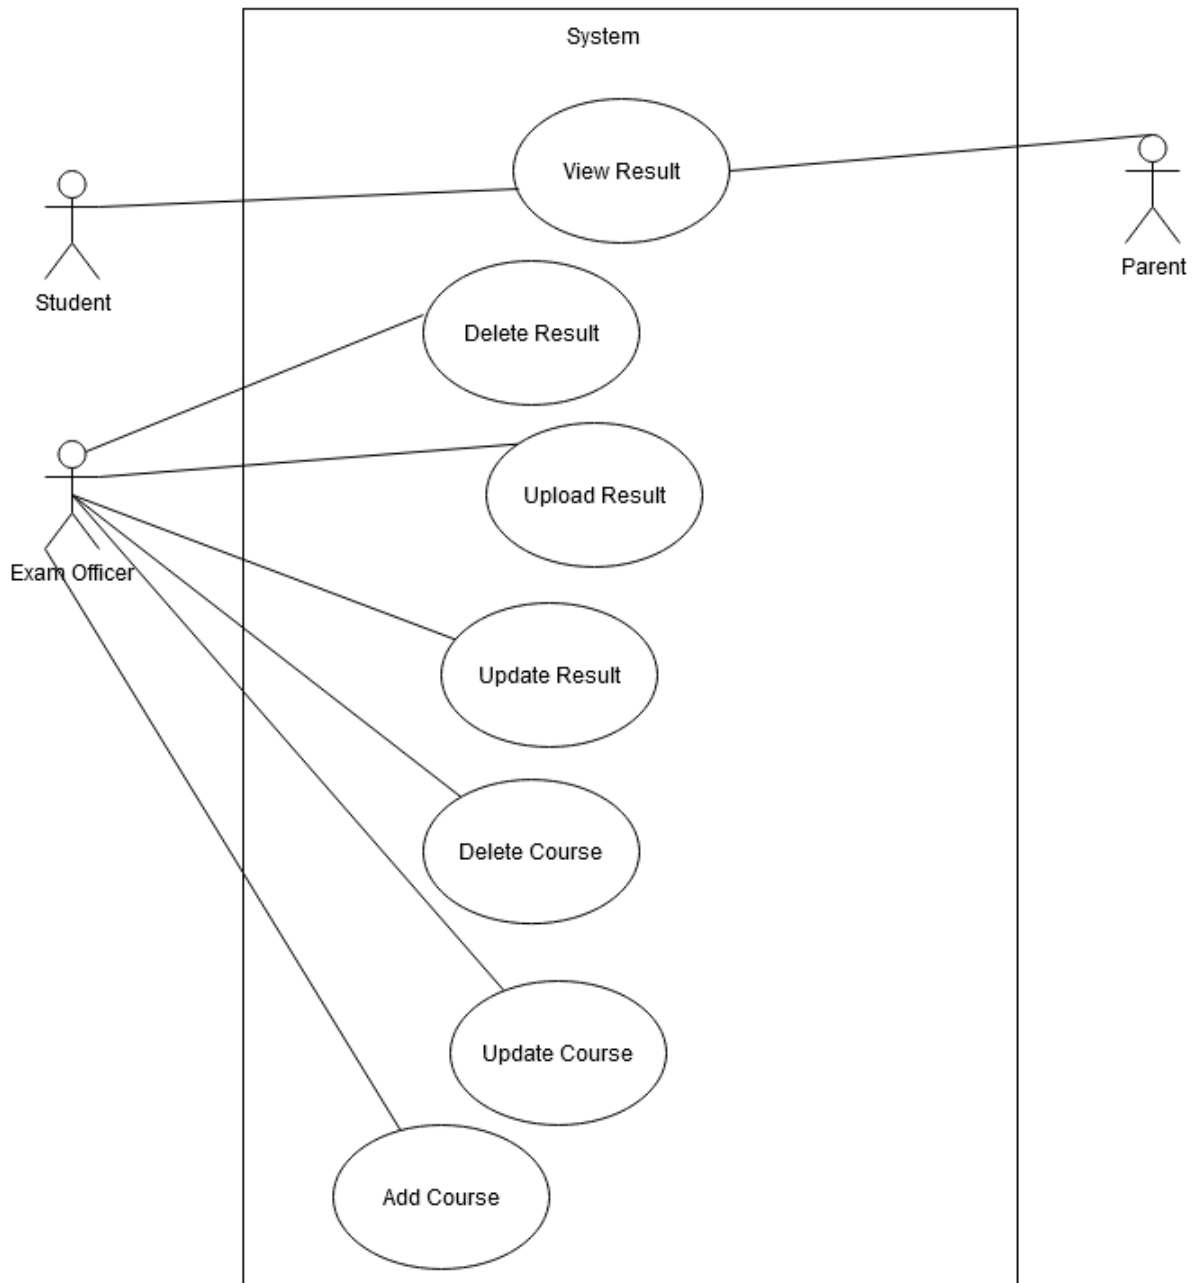 System
View Result
Parent
Student
Delete Result
Upload Result
Exam Officer
Update Result
Delete Course
Update Course
Add Course